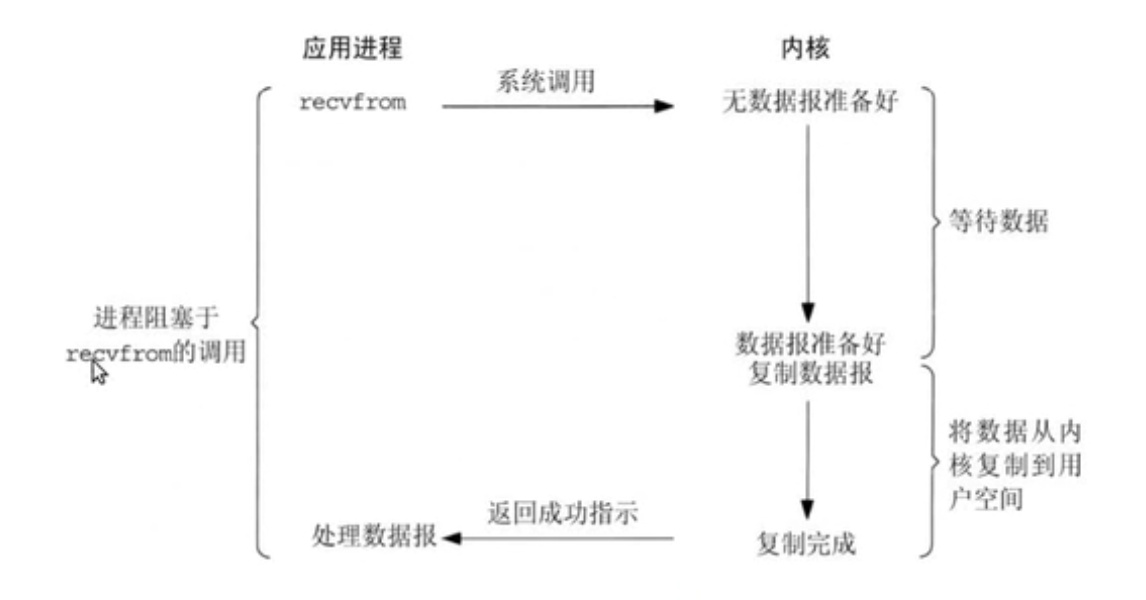 应用进程
内核
系统调用
recvfrom
无数据报准备好
等待数据
进程阻塞于
recvfrom的调用
数据报准备好
复制数据报
将数据从内
核复制到用
户空间
返回成功指示
处理数据报
复制完成